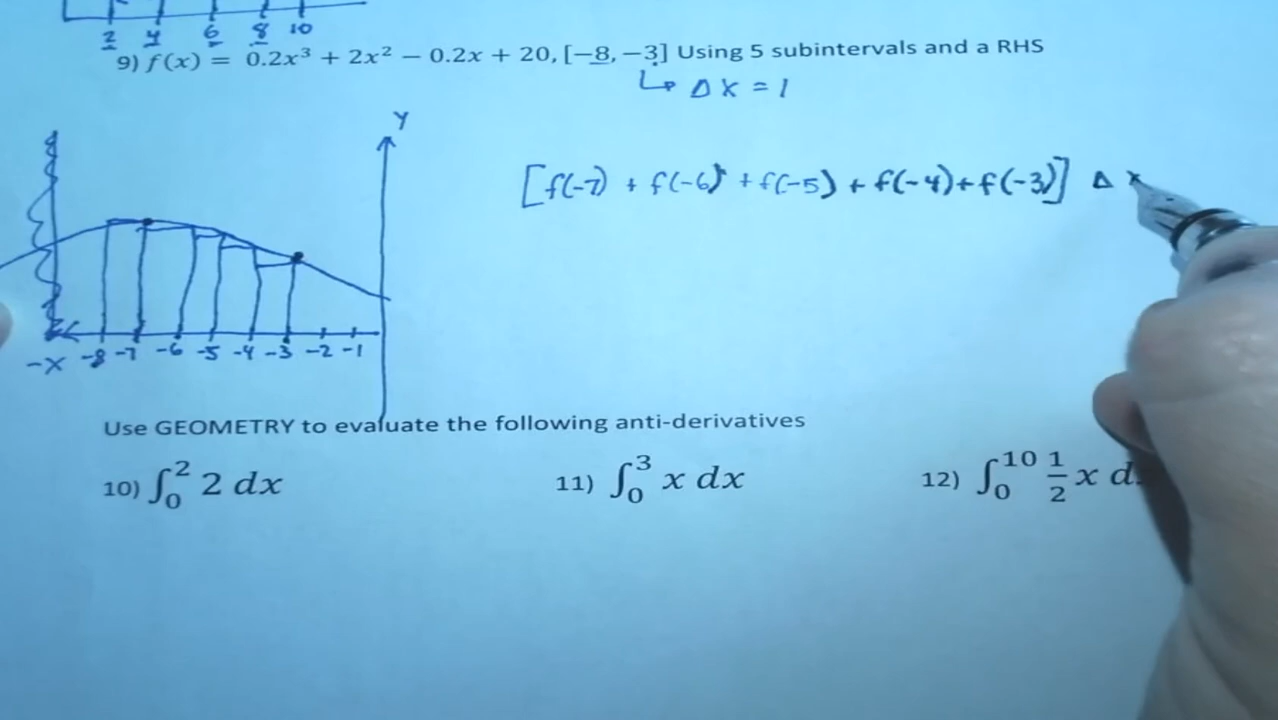 2 4 6 8 10
9) f(x) = 0.2x³ + 2x² − 0.2x + 20, [−8, −3] Using 5 subintervals and a RHS
↳ Δx = 1
Y
[f(-7) + f(-6) + f(-5) + f(-4) + f(-3)] Δx
-x -8 -7 -6 -5 -4 -3 -2 -1
Use GEOMETRY to evaluate the following anti-derivatives
10) ∫₀² 2 dx 11) ∫₀³ x dx 12) ∫₀¹⁰ ½ x d